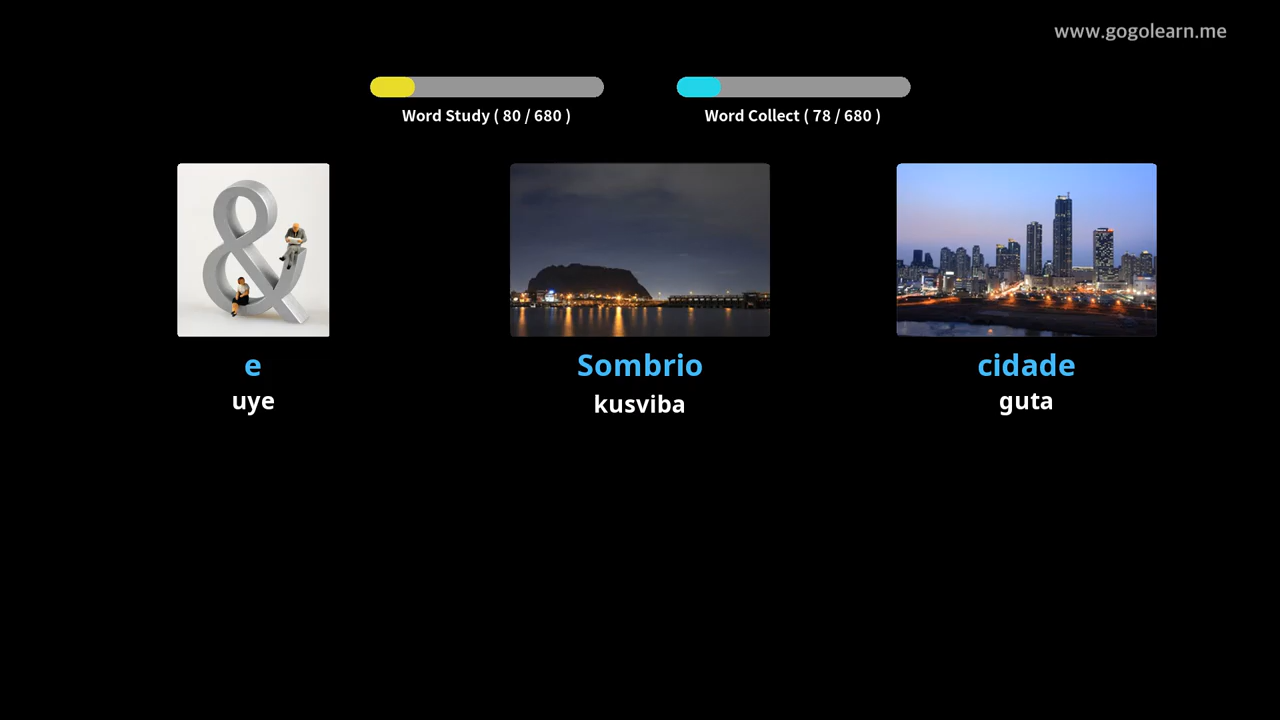 www.gogolearn.me
Word Study ( 80 / 680 )
Word Collect ( 78 / 680 )
&
e
uye
Sombrio
kusviba
cidade
guta